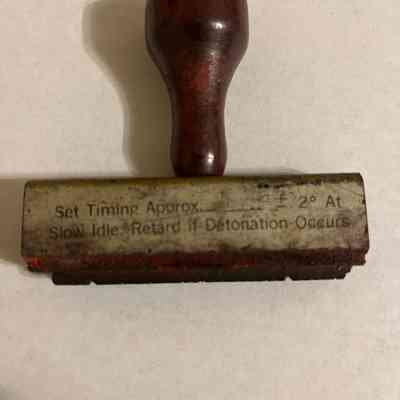 Set Timing Approx.......... ± 2° At
Slow Idle. Retard if Detonation Occurs